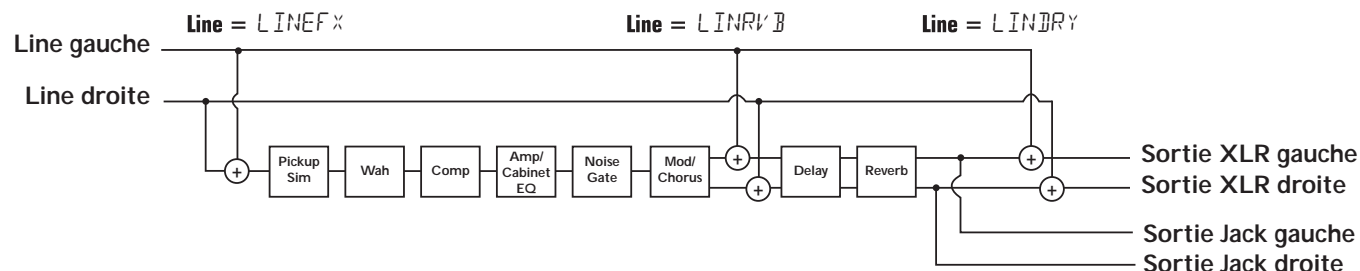 Line = LINEFX
Line = LINRVB
Line = LINDRY
Line gauche
Line droite
+
Pickup
Sim
Wah
Comp
Amp/
Cabinet
EQ
Noise
Gate
Mod/
Chorus
+
+
Delay
Reverb
+
+
Sortie XLR gauche
Sortie XLR droite
Sortie Jack gauche
Sortie Jack droite